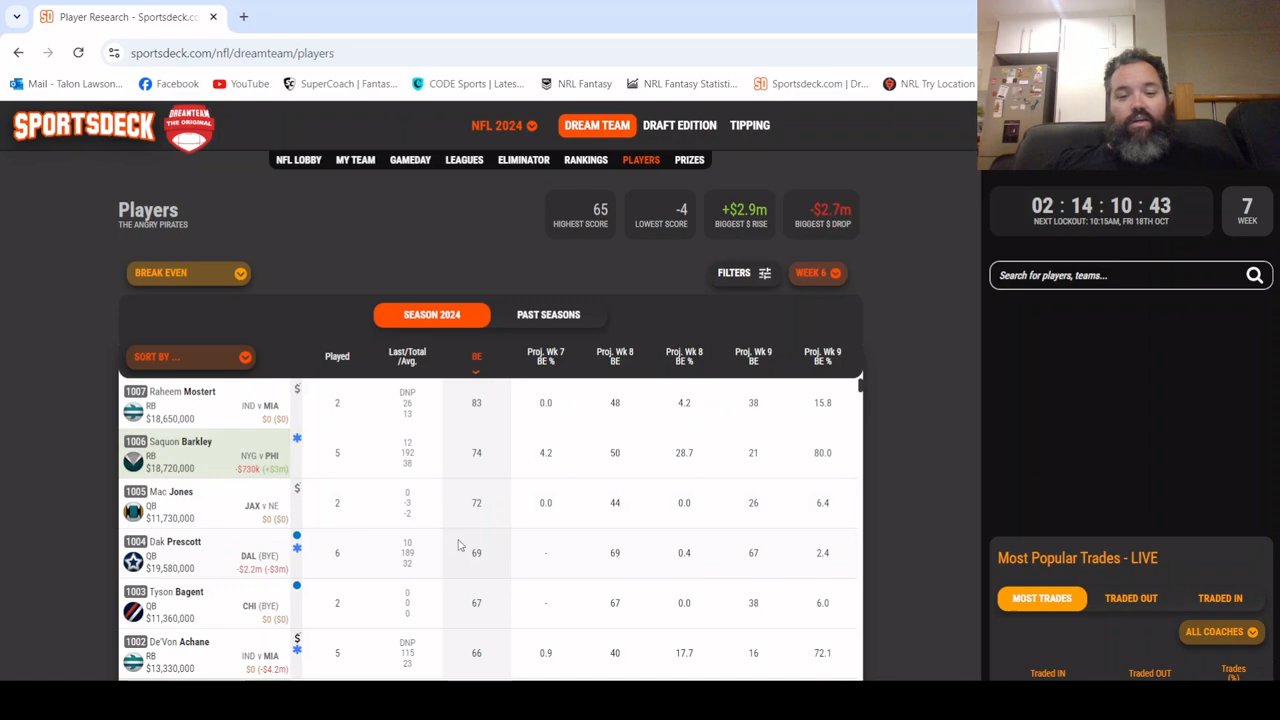 Player Research - Sportsdeck.co
sportsdeck.com/nfl/dreamteam/players
Mail - Talon Lawson...
Facebook
YouTube
SuperCoach | Fantas...
CODE Sports | Lates...
NRL Fantasy
NRL Fantasy Statisti...
Sportsdeck.com | Dr...
NRL Try Location
SPORTSDECK
DREAMTEAM
THE ORIGINAL
NFL 2024
DREAM TEAM
DRAFT EDITION
TIPPING
NFL LOBBY
MY TEAM
GAMEDAY
LEAGUES
ELIMINATOR
RANKINGS
PLAYERS
PRIZES
Players
THE ANGRY PIRATES
65
HIGHEST SCORE
-4
LOWEST SCORE
+$2.9m
BIGGEST $ RISE
-$2.7m
BIGGEST $ DROP
02 : 14 : 10 : 43
NEXT LOCKOUT: 10:15AM, FRI 18TH OCT
7
WEEK
BREAK EVEN
FILTERS
WEEK 6
Search for players, teams...
SEASON 2024
PAST SEASONS
SORT BY ...
Played
Last/Total
/Avg.
BE
Proj. Wk 7
BE %
Proj. Wk 8
BE
Proj. Wk 8
BE %
Proj. Wk 9
BE
Proj. Wk 9
BE %
1007 Raheem Mostert
RB IND v MIA
$18,650,000 $0 ($0)
$
2
DNP
26
13
83
0.0
48
4.2
38
15.8
1006 Saquon Barkley
RB NYG v PHI
$18,720,000 -$730k (+$3m)
5
12
192
38
74
4.2
50
28.7
21
80.0
1005 Mac Jones
QB JAX v NE
$11,730,000 $0 ($0)
$
2
0
-3
-2
72
0.0
44
0.0
26
6.4
1004 Dak Prescott
QB DAL (BYE)
$19,580,000 -$2.2m (-$3m)
6
10
189
32
69
-
69
0.4
67
2.4
1003 Tyson Bagent
QB CHI (BYE)
$11,360,000 $0 ($0)
2
0
0
0
67
-
67
0.0
38
6.0
1002 De'Von Achane
RB IND v MIA
$13,330,000 $0 (-$4.2m)
$
5
DNP
115
23
66
0.9
40
17.7
16
72.1
Most Popular Trades - LIVE
MOST TRADES
TRADED OUT
TRADED IN
ALL COACHES
Traded IN
Traded OUT
Trades
(%)